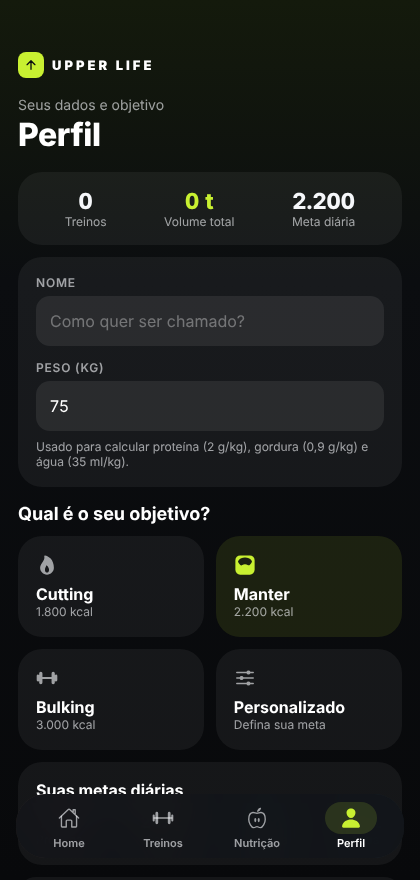 UPPER LIFE
Seus dados e objetivo
Perfil
0
Treinos
0 t
Volume total
2.200
Meta diária
NOME
Como quer ser chamado?
PESO (KG)
75
Usado para calcular proteína (2 g/kg), gordura (0,9 g/kg) e
água (35 ml/kg).
Qual é o seu objetivo?
Cutting
1.800 kcal
Manter
2.200 kcal
Bulking
3.000 kcal
Personalizado
Defina sua meta
Suas metas diárias
Home
Treinos
Nutrição
Perfil